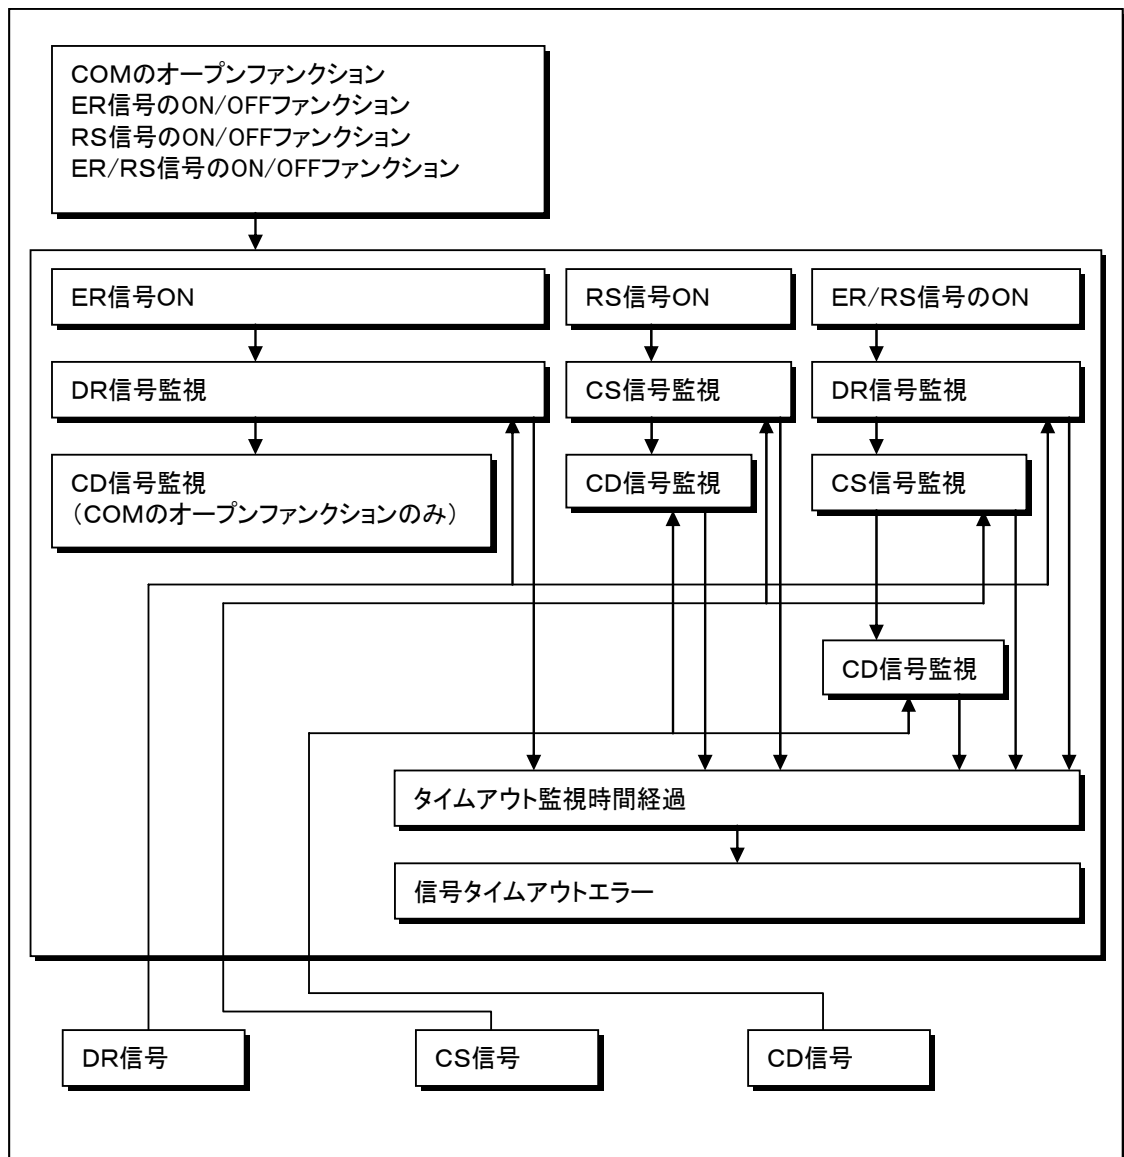 COMのオープンファンクション
ER信号のON/OFFファンクション
RS信号のON/OFFファンクション
ER/RS信号のON/OFFファンクション
ER信号ON
RS信号ON
ER/RS信号のON
DR信号監視
CS信号監視
DR信号監視
CD信号監視
（COMのオープンファンクションのみ）
CD信号監視
CS信号監視
CD信号監視
タイムアウト監視時間経過
信号タイムアウトエラー
DR信号
CS信号
CD信号